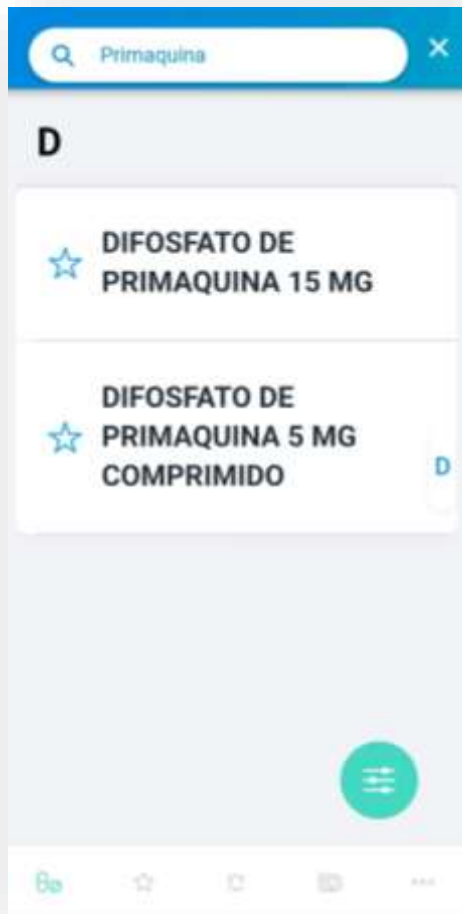 Primaquina
D
DIFOSFATO DE
PRIMAQUINA 15 MG
DIFOSFATO DE
PRIMAQUINA 5 MG
COMPRIMIDO
D